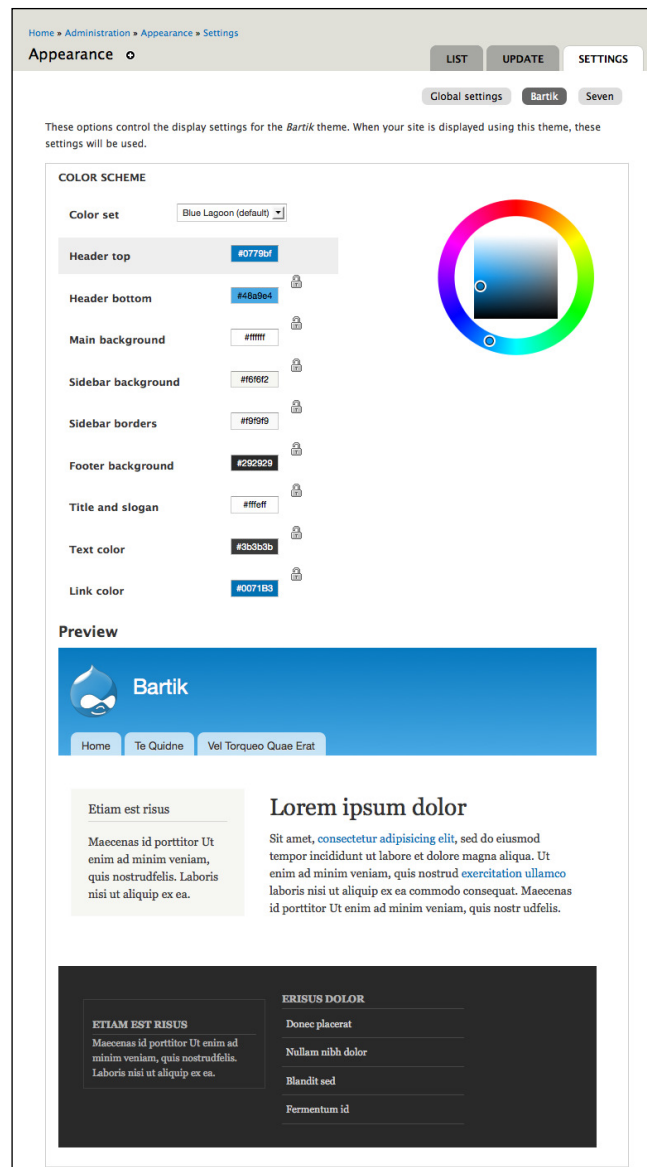 Home » Administration » Appearance » Settings
Appearance
LIST UPDATE SETTINGS
Global settings Bartik Seven
These options control the display settings for the Bartik theme. When your site is displayed using this theme, these
settings will be used.
COLOR SCHEME
Color set Blue Lagoon (default)
Header top #0779bf
Header bottom #48a9e4
Main background #ffffff
Sidebar background #f6f6f2
Sidebar borders #f9f9f9
Footer background #292929
Title and slogan #fffeff
Text color #3b3b3b
Link color #0071B3
Preview
Bartik
Home Te Quidne Vel Torqueo Quae Erat
Etiam est risus
Maecenas id porttitor Ut
enim ad minim veniam,
quis nostrudfelis. Laboris
nisi ut aliquip ex ea.
Lorem ipsum dolor
Sit amet, consectetur adipisicing elit, sed do eiusmod
tempor incididunt ut labore et dolore magna aliqua. Ut
enim ad minim veniam, quis nostrud exercitation ullamco
laboris nisi ut aliquip ex ea commodo consequat. Maecenas
id porttitor Ut enim ad minim veniam, quis nostr udfelis.
ETIAM EST RISUS
Maecenas id porttitor Ut enim ad
minim veniam, quis nostrudfelis.
Laboris nisi ut aliquip ex ea.
ERISUS DOLOR
Donec placerat
Nullam nibh dolor
Blandit sed
Fermentum id